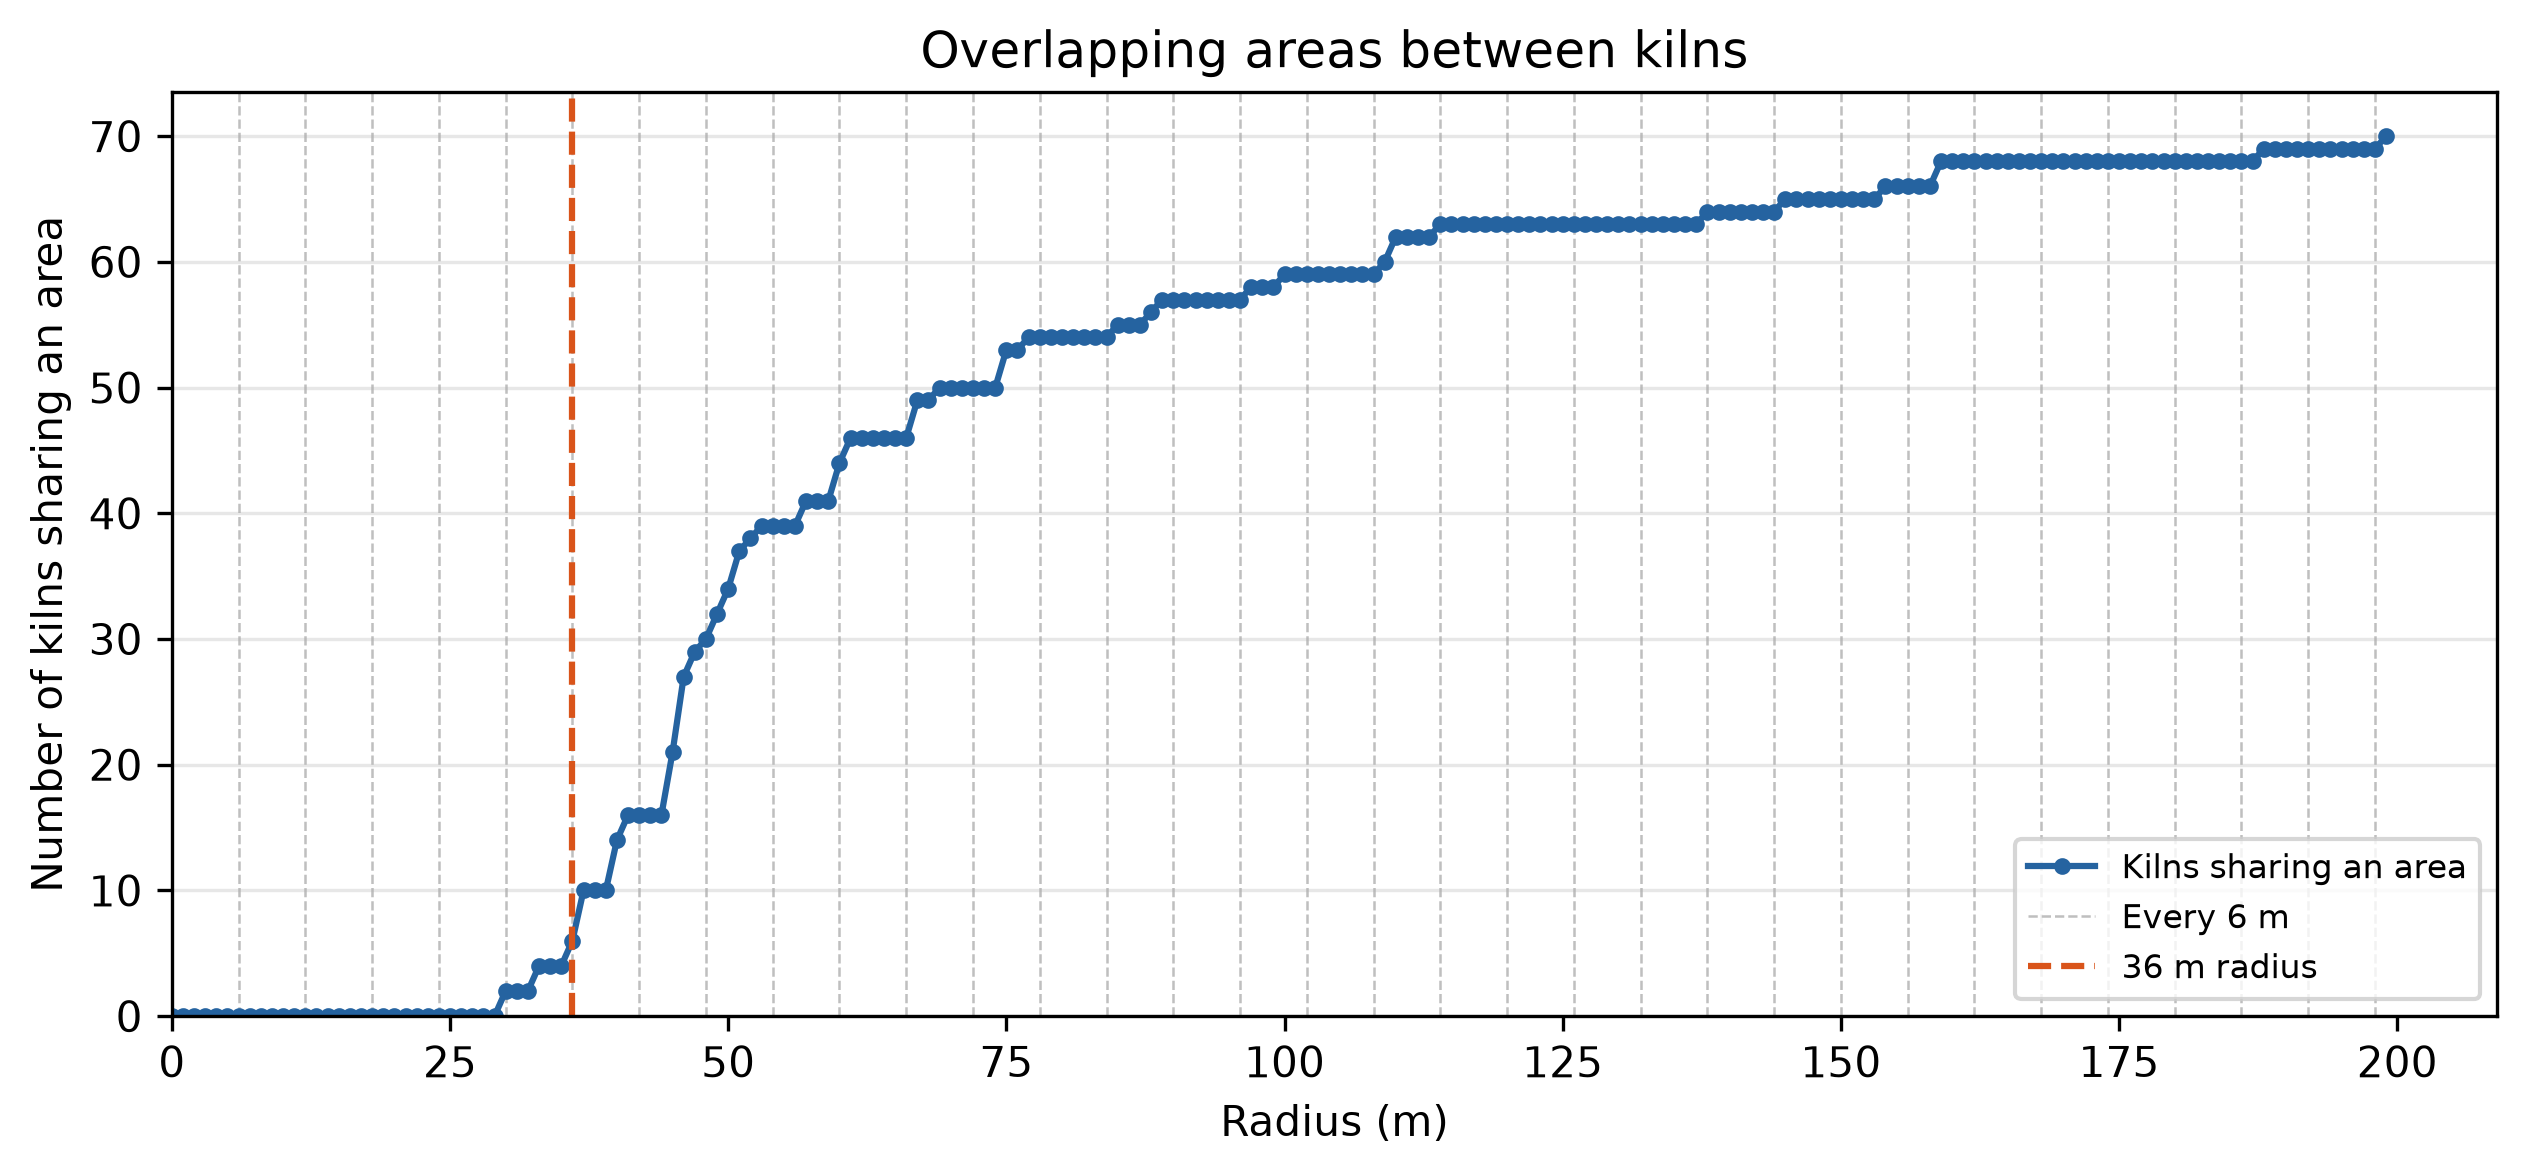 Overlapping areas between kilns
Number of kilns sharing an area
70
60
50
40
30
20
10
0
0 25 50 75 100 125 150 175 200
Radius (m)
Kilns sharing an area
Every 6 m
36 m radius